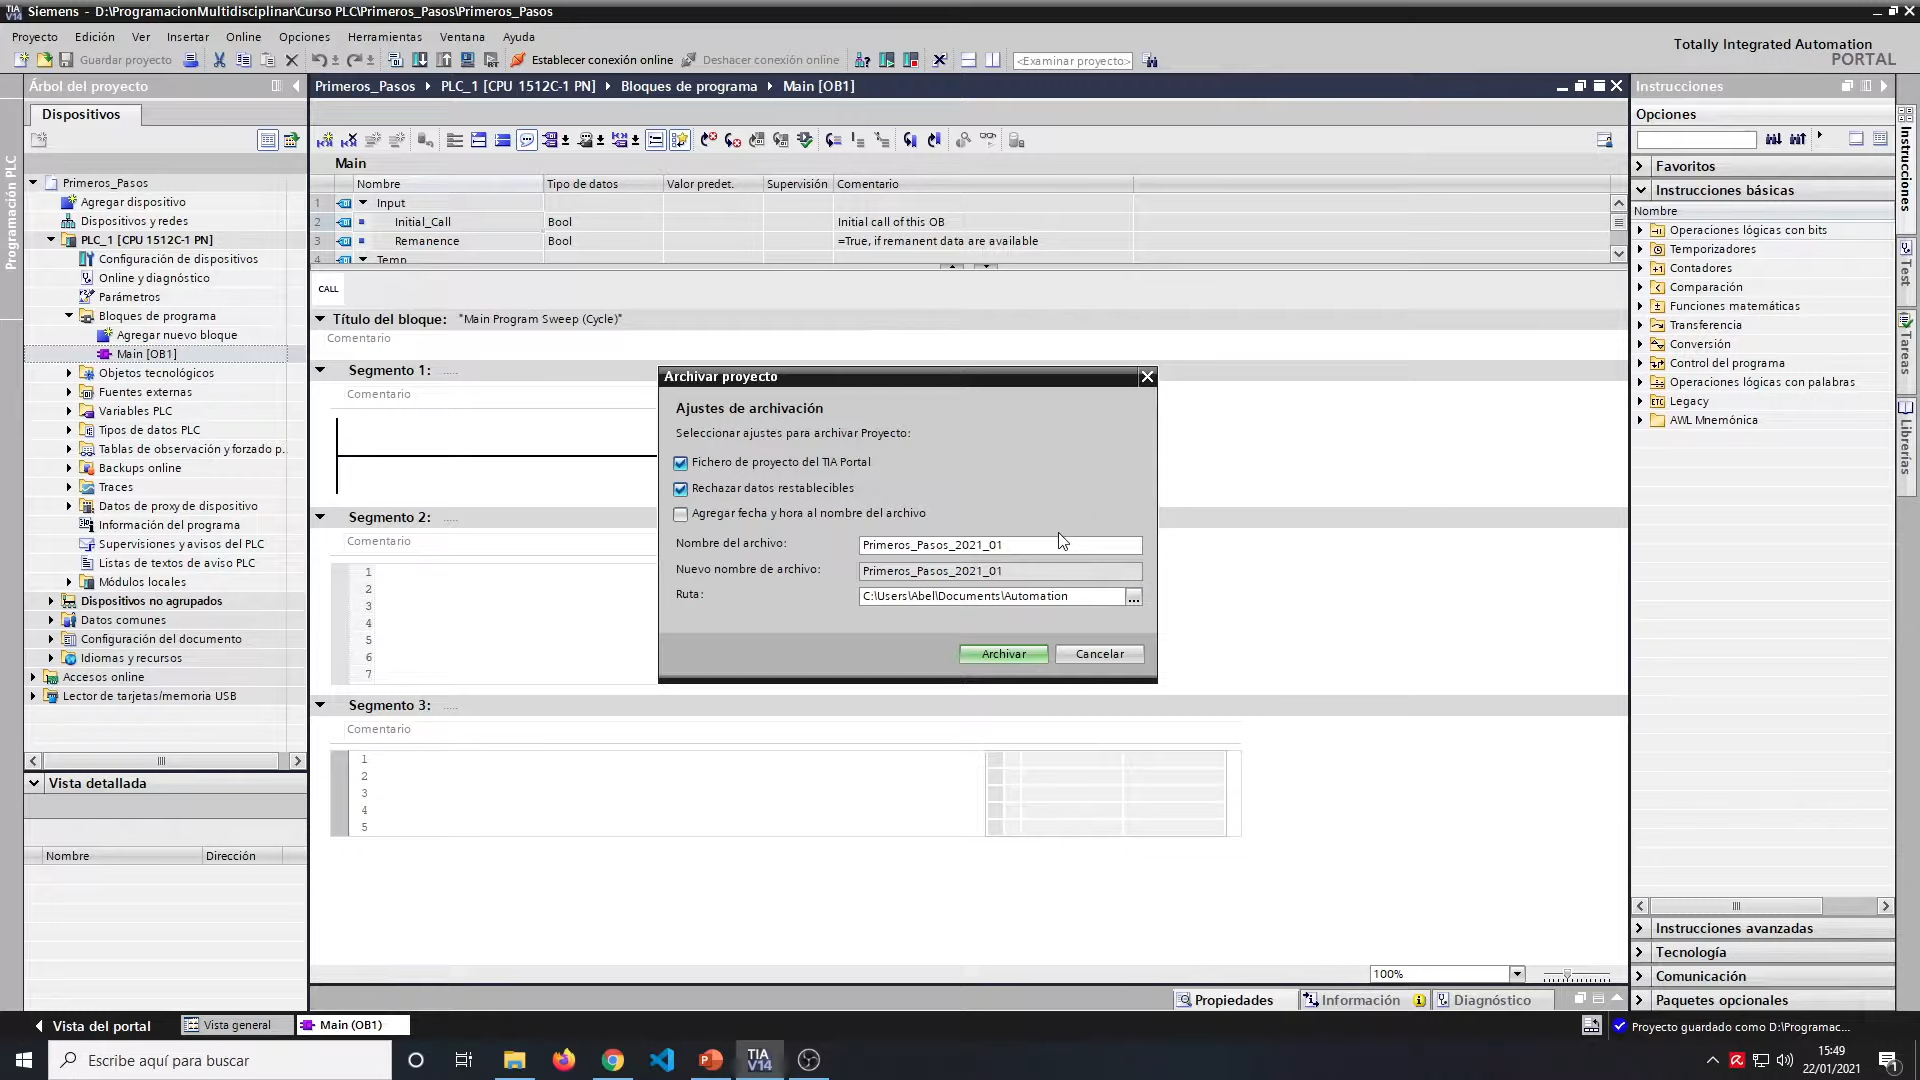 Siemens - D:\ProgramacionMultidisciplinar\Curso PLC\Primeros_Pasos\Primeros_Pasos
Proyecto Edición Ver Insertar Online Opciones Herramientas Ventana Ayuda
Totally Integrated Automation
PORTAL
Guardar proyecto
Establecer conexión online
Deshacer conexión online
<Examinar proyecto>
Árbol del proyecto
Primeros_Pasos PLC_1 [CPU 1512C-1 PN] Bloques de programa Main [OB1]
Instrucciones
Dispositivos
Programación PLC
Primeros_Pasos
Agregar dispositivo
Dispositivos y redes
PLC_1 [CPU 1512C-1 PN]
Configuración de dispositivos
Online y diagnóstico
Parámetros
Bloques de programa
Agregar nuevo bloque
Main [OB1]
Objetos tecnológicos
Fuentes externas
Variables PLC
Tipos de datos PLC
Tablas de observación y forzado p..
Backups online
Traces
Datos de proxy de dispositivo
Información del programa
Supervisiones y avisos del PLC
Listas de textos de aviso PLC
Módulos locales
Dispositivos no agrupados
Datos comunes
Configuración del documento
Idiomas y recursos
Accesos online
Lector de tarjetas/memoria USB
Vista detallada
Nombre Dirección
Main
Nombre Tipo de datos Valor predet. Supervisión Comentario
1 Input
2 Initial_Call Bool Initial call of this OB
3 Remanence Bool =True, if remanent data are available
4 Temp
CALL
Título del bloque: "Main Program Sweep (Cycle)"
Comentario
Segmento 1: .....
Comentario
Segmento 2: .....
Comentario
1
2
3
4
5
6
7
Segmento 3: .....
Comentario
1
2
3
4
5
Archivar proyecto
Ajustes de archivación
Seleccionar ajustes para archivar Proyecto:
Fichero de proyecto del TIA Portal
Rechazar datos restablecibles
Agregar fecha y hora al nombre del archivo
Nombre del archivo: Primeros_Pasos_2021_01
Nuevo nombre de archivo: Primeros_Pasos_2021_01
Ruta: C:\Users\Abell\Documents\Automation ...
Archivar Cancelar
100%
Propiedades Información Diagnóstico
Opciones
Favoritos
Instrucciones básicas
Nombre
Operaciones lógicas con bits
Temporizadores
Contadores
Comparación
Funciones matemáticas
Transferencia
Conversión
Control del programa
Operaciones lógicas con palabras
Legacy
AWL Mnemónica
Instrucciones avanzadas
Tecnología
Comunicación
Paquetes opcionales
Instrucciones
Test
Tareas
Librerías
Vista del portal Vista general Main (OB1)
Proyecto guardado como D:\Programac...
Escribe aquí para buscar
TIA
V14
15:49
22/01/2021
1